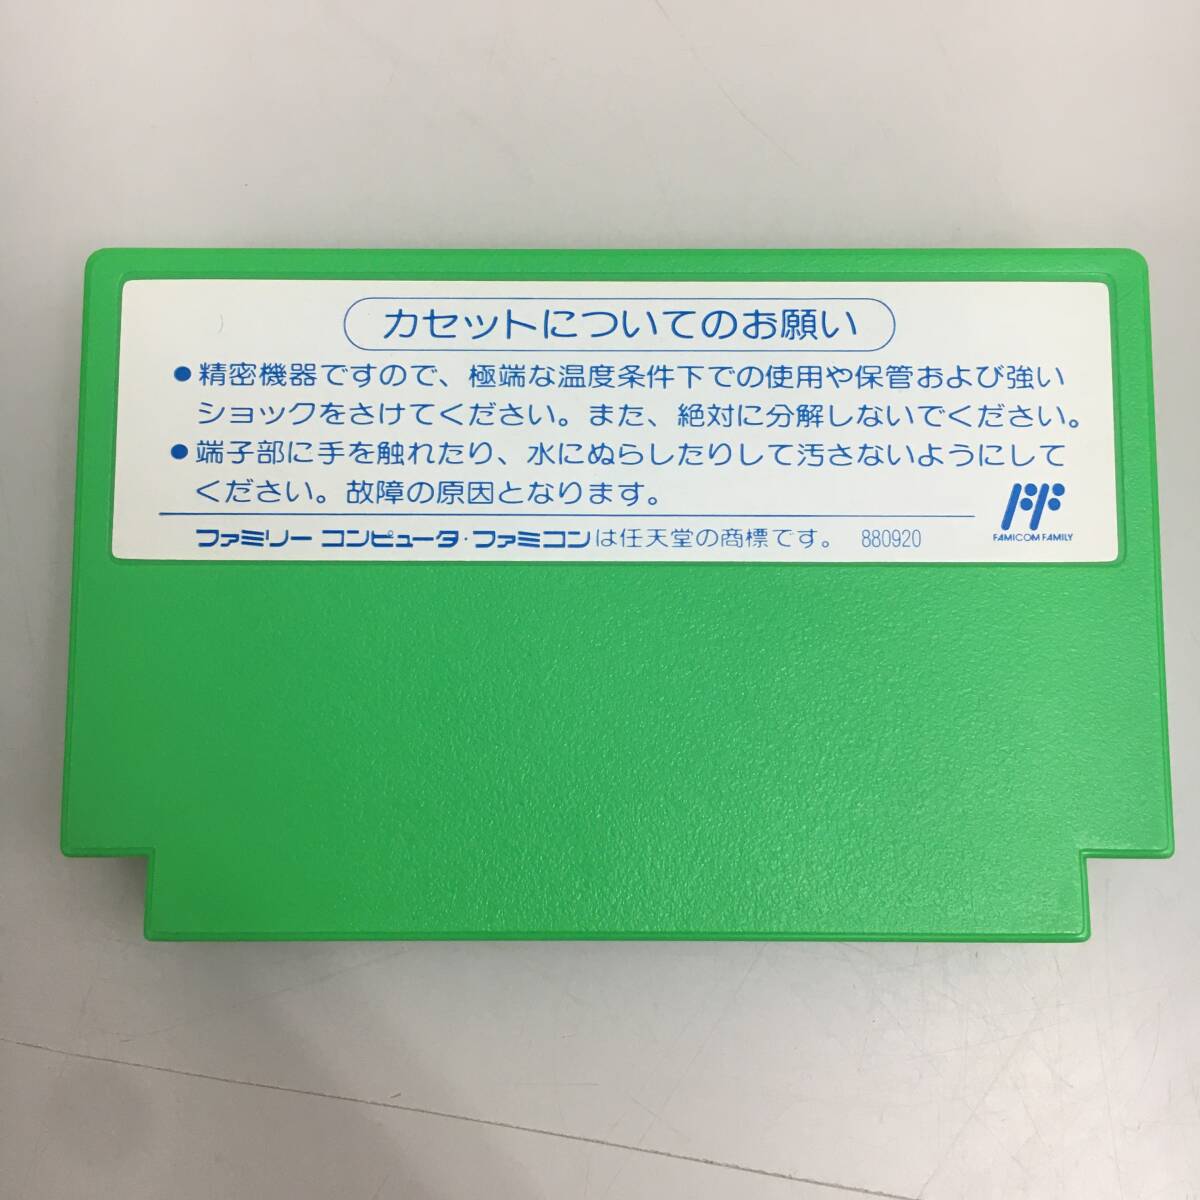 カセットについてのお願い
●精密機器ですので、極端な温度条件下での使用や保管および強い
ショックをさけてください。また、絶対に分解しないでください。
●端子部に手を触れたり、水にぬらしたりして汚さないようにして
ください。故障の原因となります。
FAMICOM FAMILY
ファミリー コンピュータ・ファミコンは任天堂の商標です。 880920